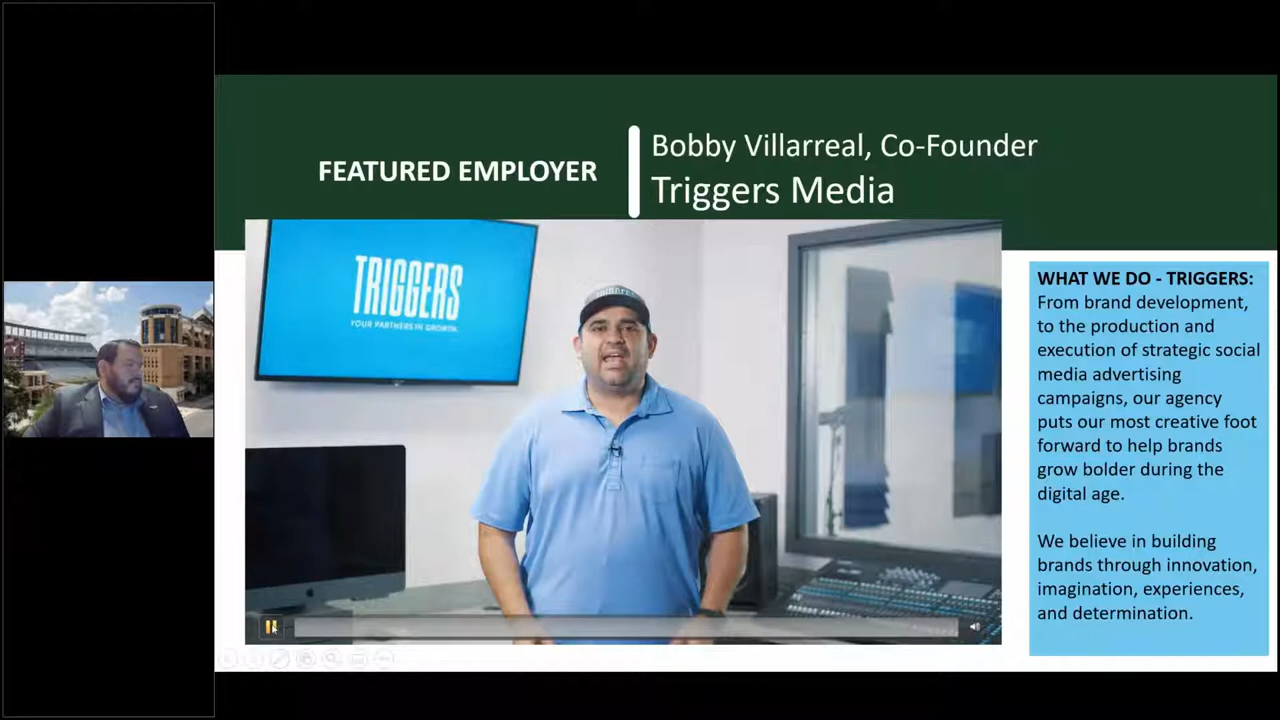 FEATURED EMPLOYER
Bobby Villarreal, Co-Founder
Triggers Media
TRIGGERS
YOUR PARTNERS IN GROWTH.
WHAT WE DO - TRIGGERS:
From brand development,
to the production and
execution of strategic social
media advertising
campaigns, our agency
puts our most creative foot
forward to help brands
grow bolder during the
digital age.
We believe in building
brands through innovation,
imagination, experiences,
and determination.